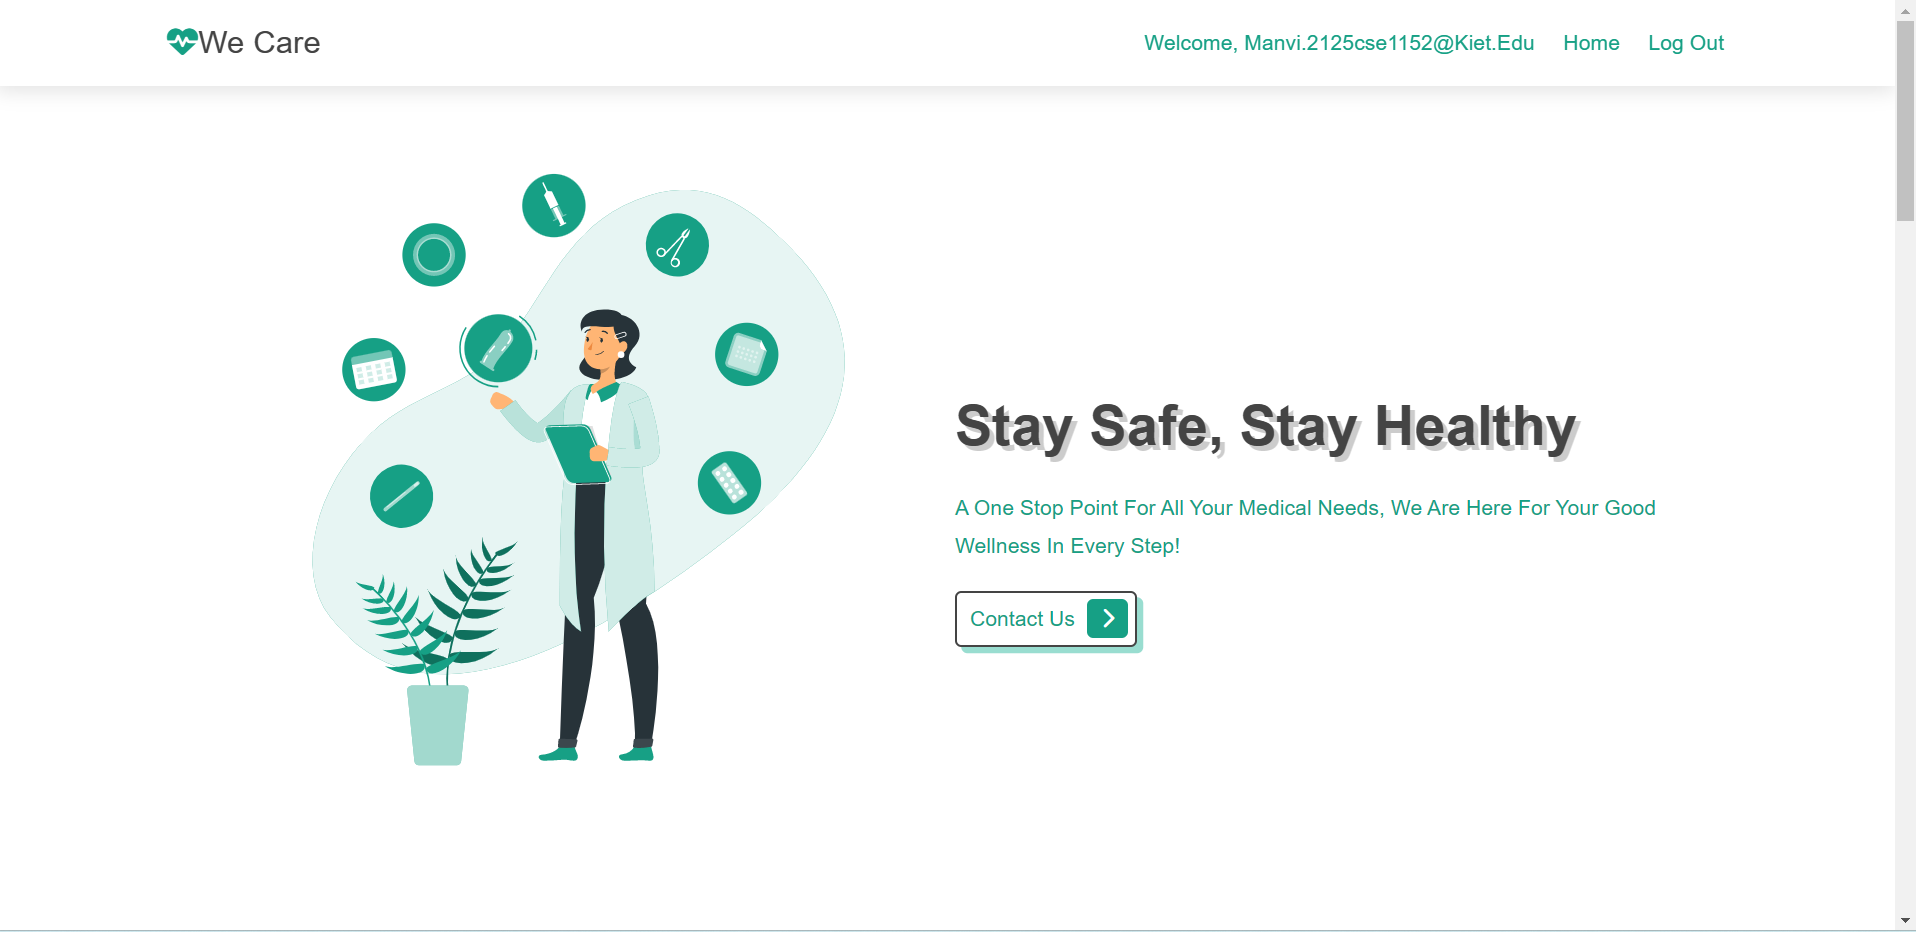 We Care
Welcome, Manvi.2125cse1152@Kiet.Edu
Home
Log Out
Stay Safe, Stay Healthy
A One Stop Point For All Your Medical Needs, We Are Here For Your Good
Wellness In Every Step!
Contact Us